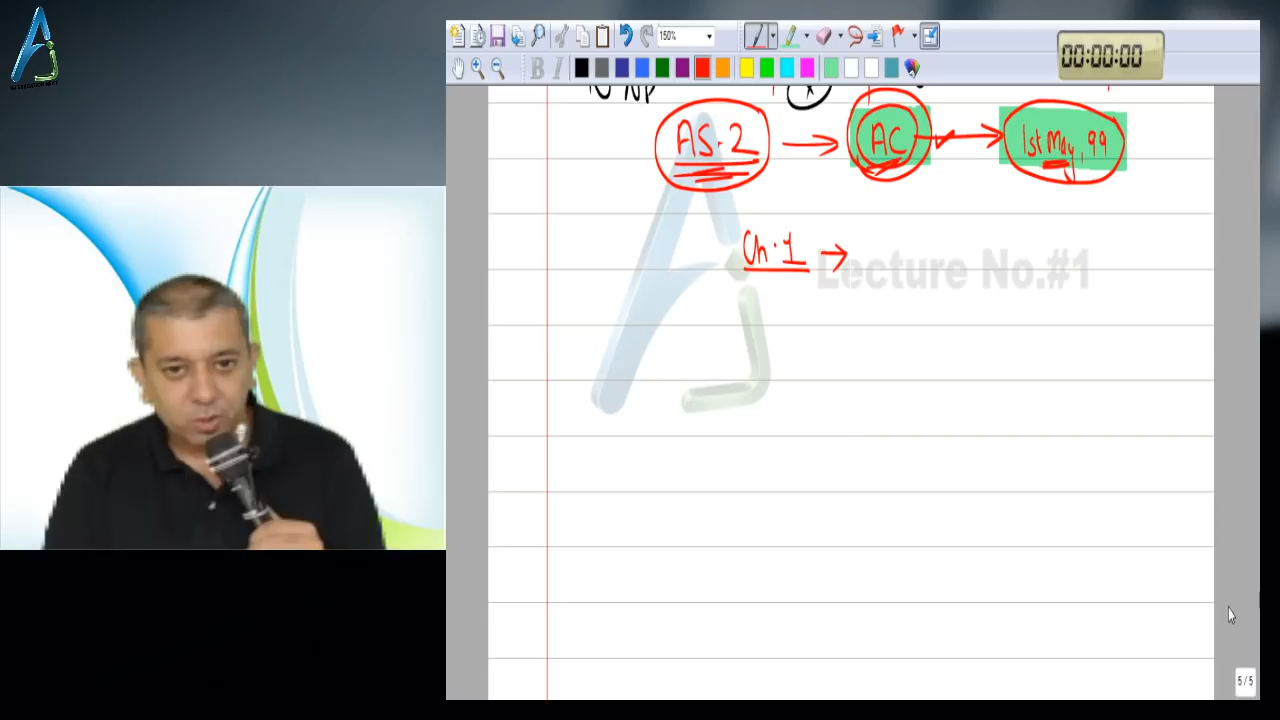 150%
00:00:00
AS.2 → AC → 1st May, 99
Ch.1 →
Lecture No.#1
5/5